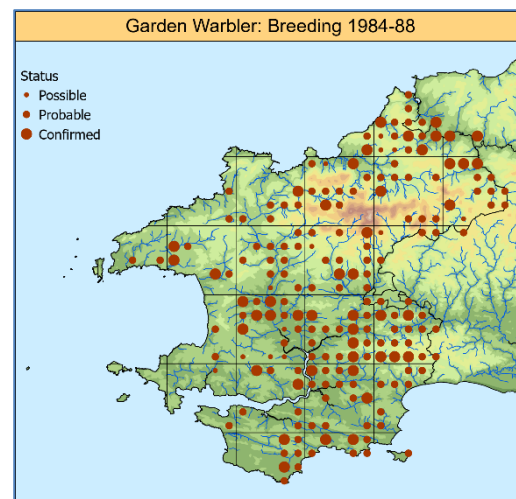 Garden Warbler: Breeding 1984-88
Status
Possible
Probable
Confirmed